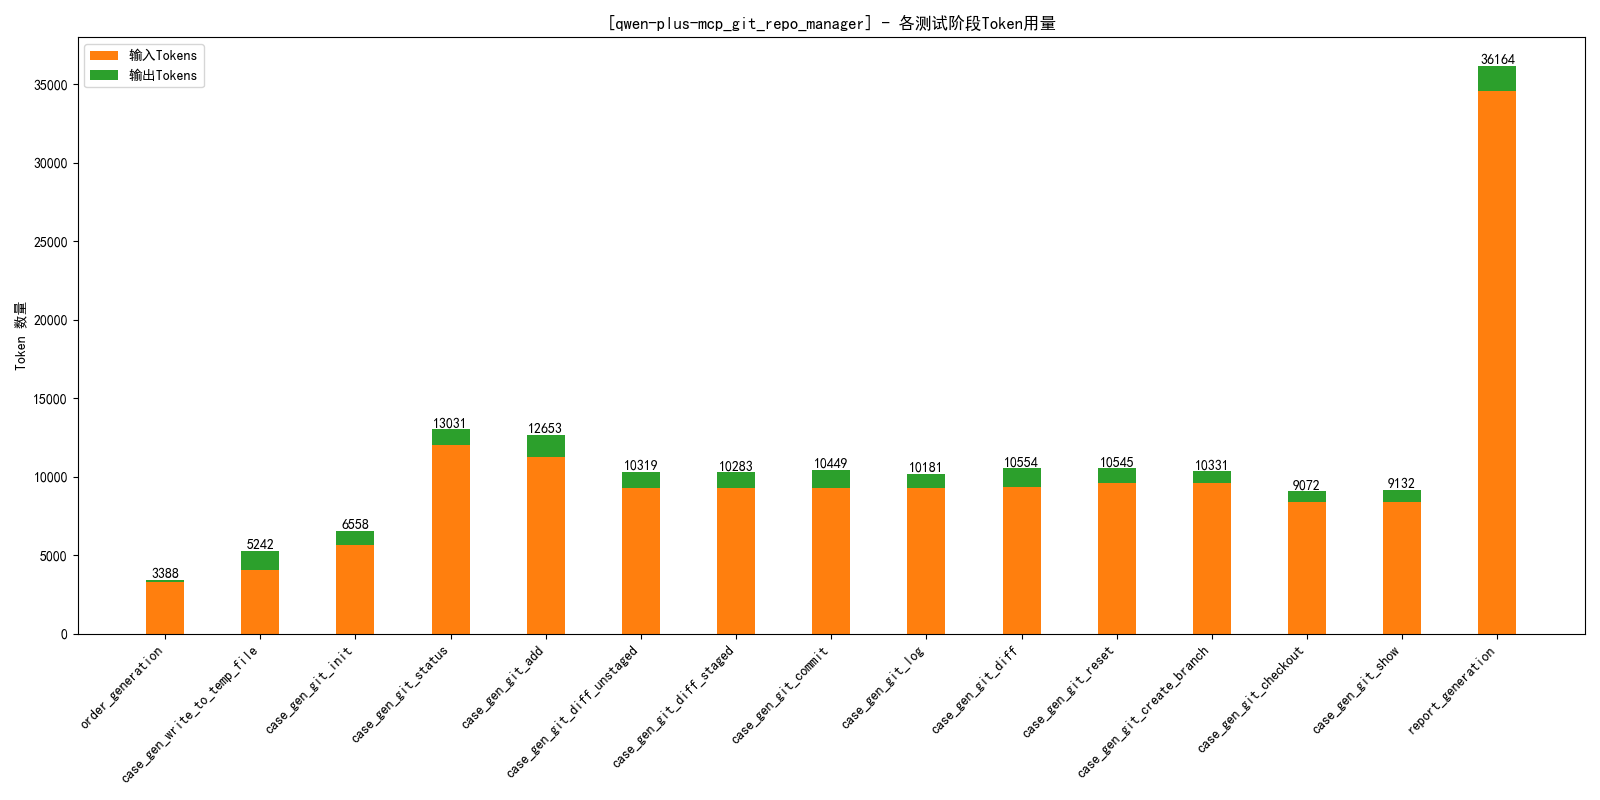 [qwen-plus-mcp_git_repo_manager] - 各测试阶段Token用量
输入Tokens
输出Tokens
Token 数量
35000
30000
25000
20000
15000
10000
5000
0
3388
5242
6558
13031
12653
10319
10283
10449
10181
10554
10545
10331
9072
9132
36164
order_generation
case_gen_write_to_temp_file
case_gen_git_init
case_gen_git_status
case_gen_git_add
case_gen_git_diff_unstaged
case_gen_git_diff_staged
case_gen_git_commit
case_gen_git_log
case_gen_git_diff
case_gen_git_reset
case_gen_git_create_branch
case_gen_git_checkout
case_gen_git_show
report_generation